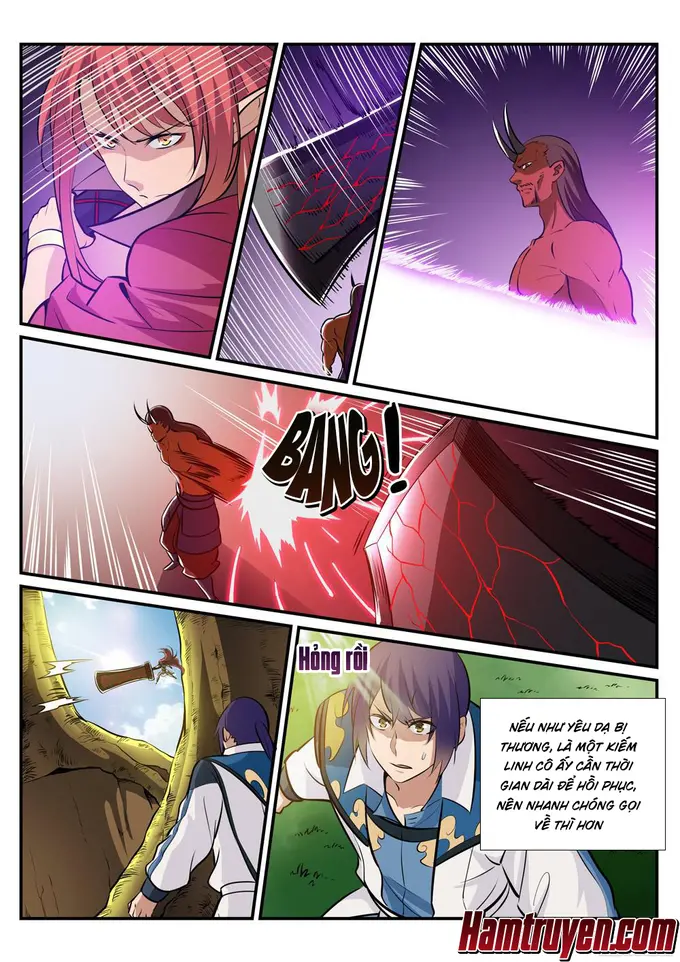 BANG!
Hỏng rồi
NẾU NHƯ YÊU DẠ BỊ
THƯƠNG, LÀ MỘT KIẾM
LINH CÔ ẤY CẦN THỜI
GIAN DÀI ĐỂ HỒI PHỤC,
NÊN NHANH CHÓNG GỌI
VỀ THÌ HƠN
Hamtruyen.com